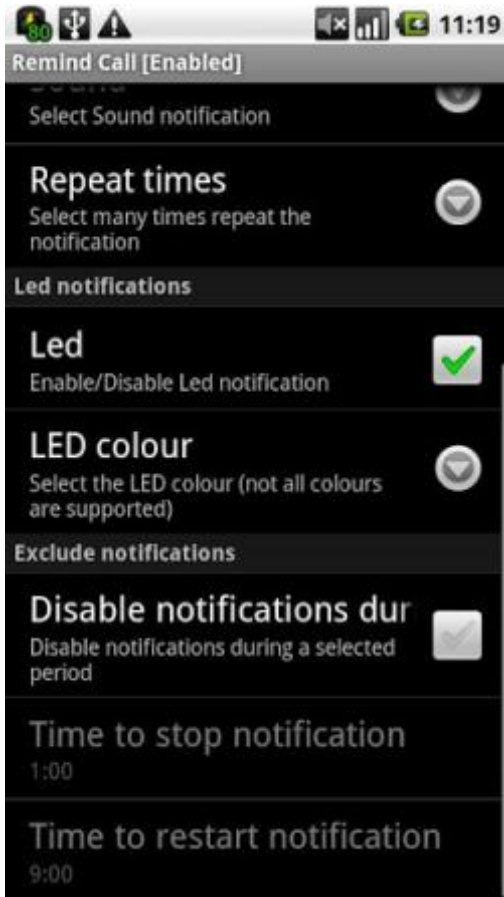 80
11:19
Remind Call [Enabled]
Sound
Select Sound notification
Repeat times
Select many times repeat the
notification
Led notifications
Led
Enable/Disable Led notification
LED colour
Select the LED colour (not all colours
are supported)
Exclude notifications
Disable notifications dur
Disable notifications during a selected
period
Time to stop notification
1:00
Time to restart notification
9:00